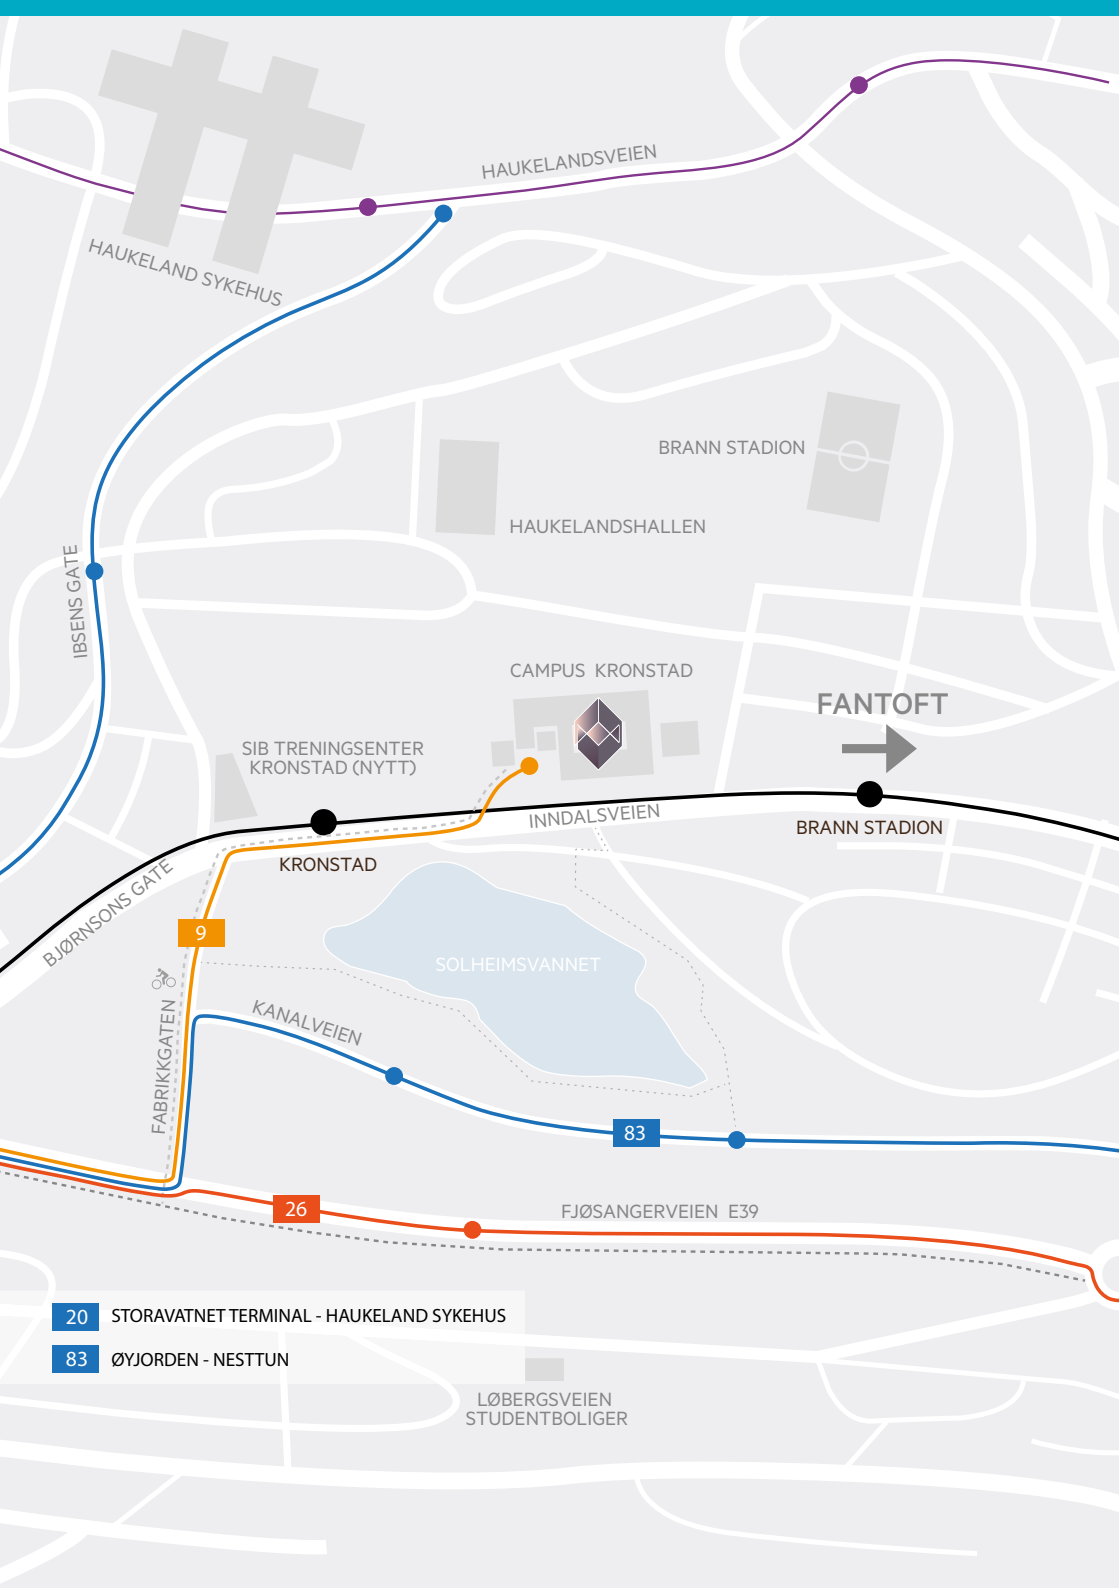 HAUKELANDSVEIEN
HAUKELAND SYKEHUS
BRANN STADION
HAUKELANDSHALLEN
IBSENS GATE
CAMPUS KRONSTAD
FANTOFT
SIB TRENINGSENTER
KRONSTAD (NYTT)
INNDALSVEIEN
BRANN STADION
KRONSTAD
BJØRNSONS GATE
9
SOLHEIMSVANNET
KANALVEIEN
FABRIKKGATEN
83
26
FJØSANGERVEIEN E39
20 STORAVATNET TERMINAL - HAUKELAND SYKEHUS
83 ØYJORDEN - NESTTUN
LØBERGSVEIEN
STUDENTBOLIGER